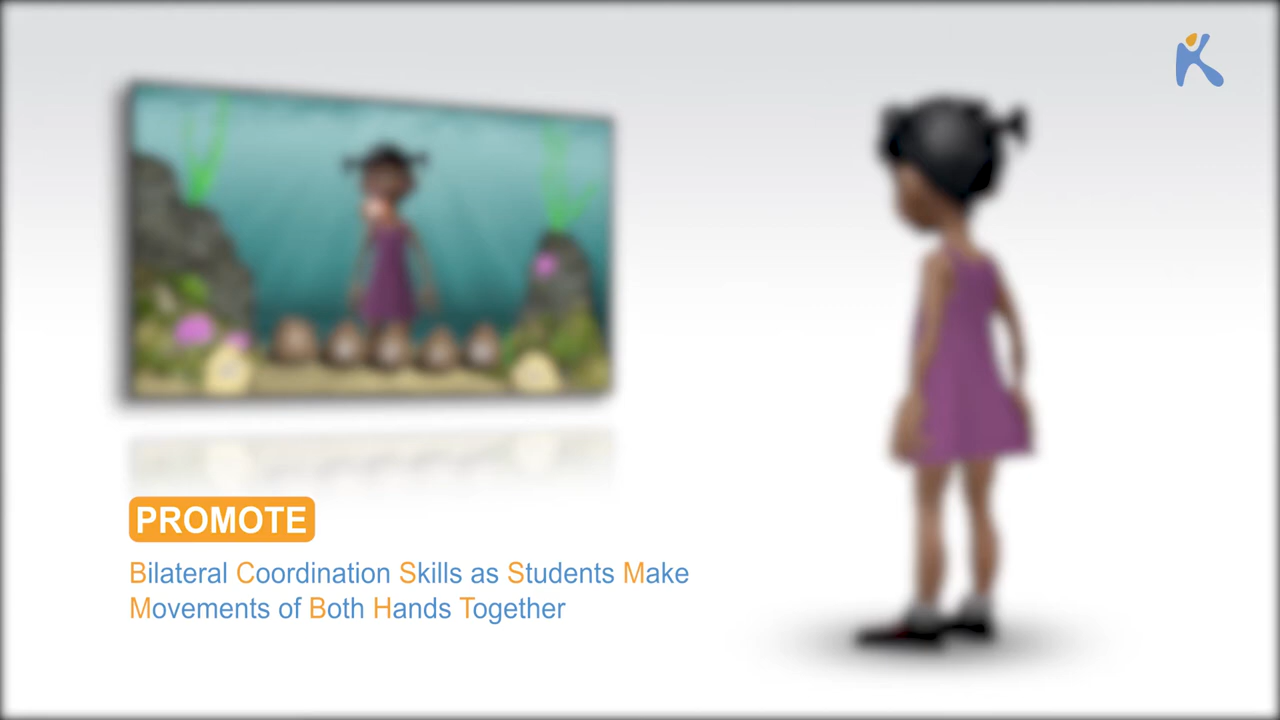 PROMOTE
Bilateral Coordination Skills as Students Make
Movements of Both Hands Together